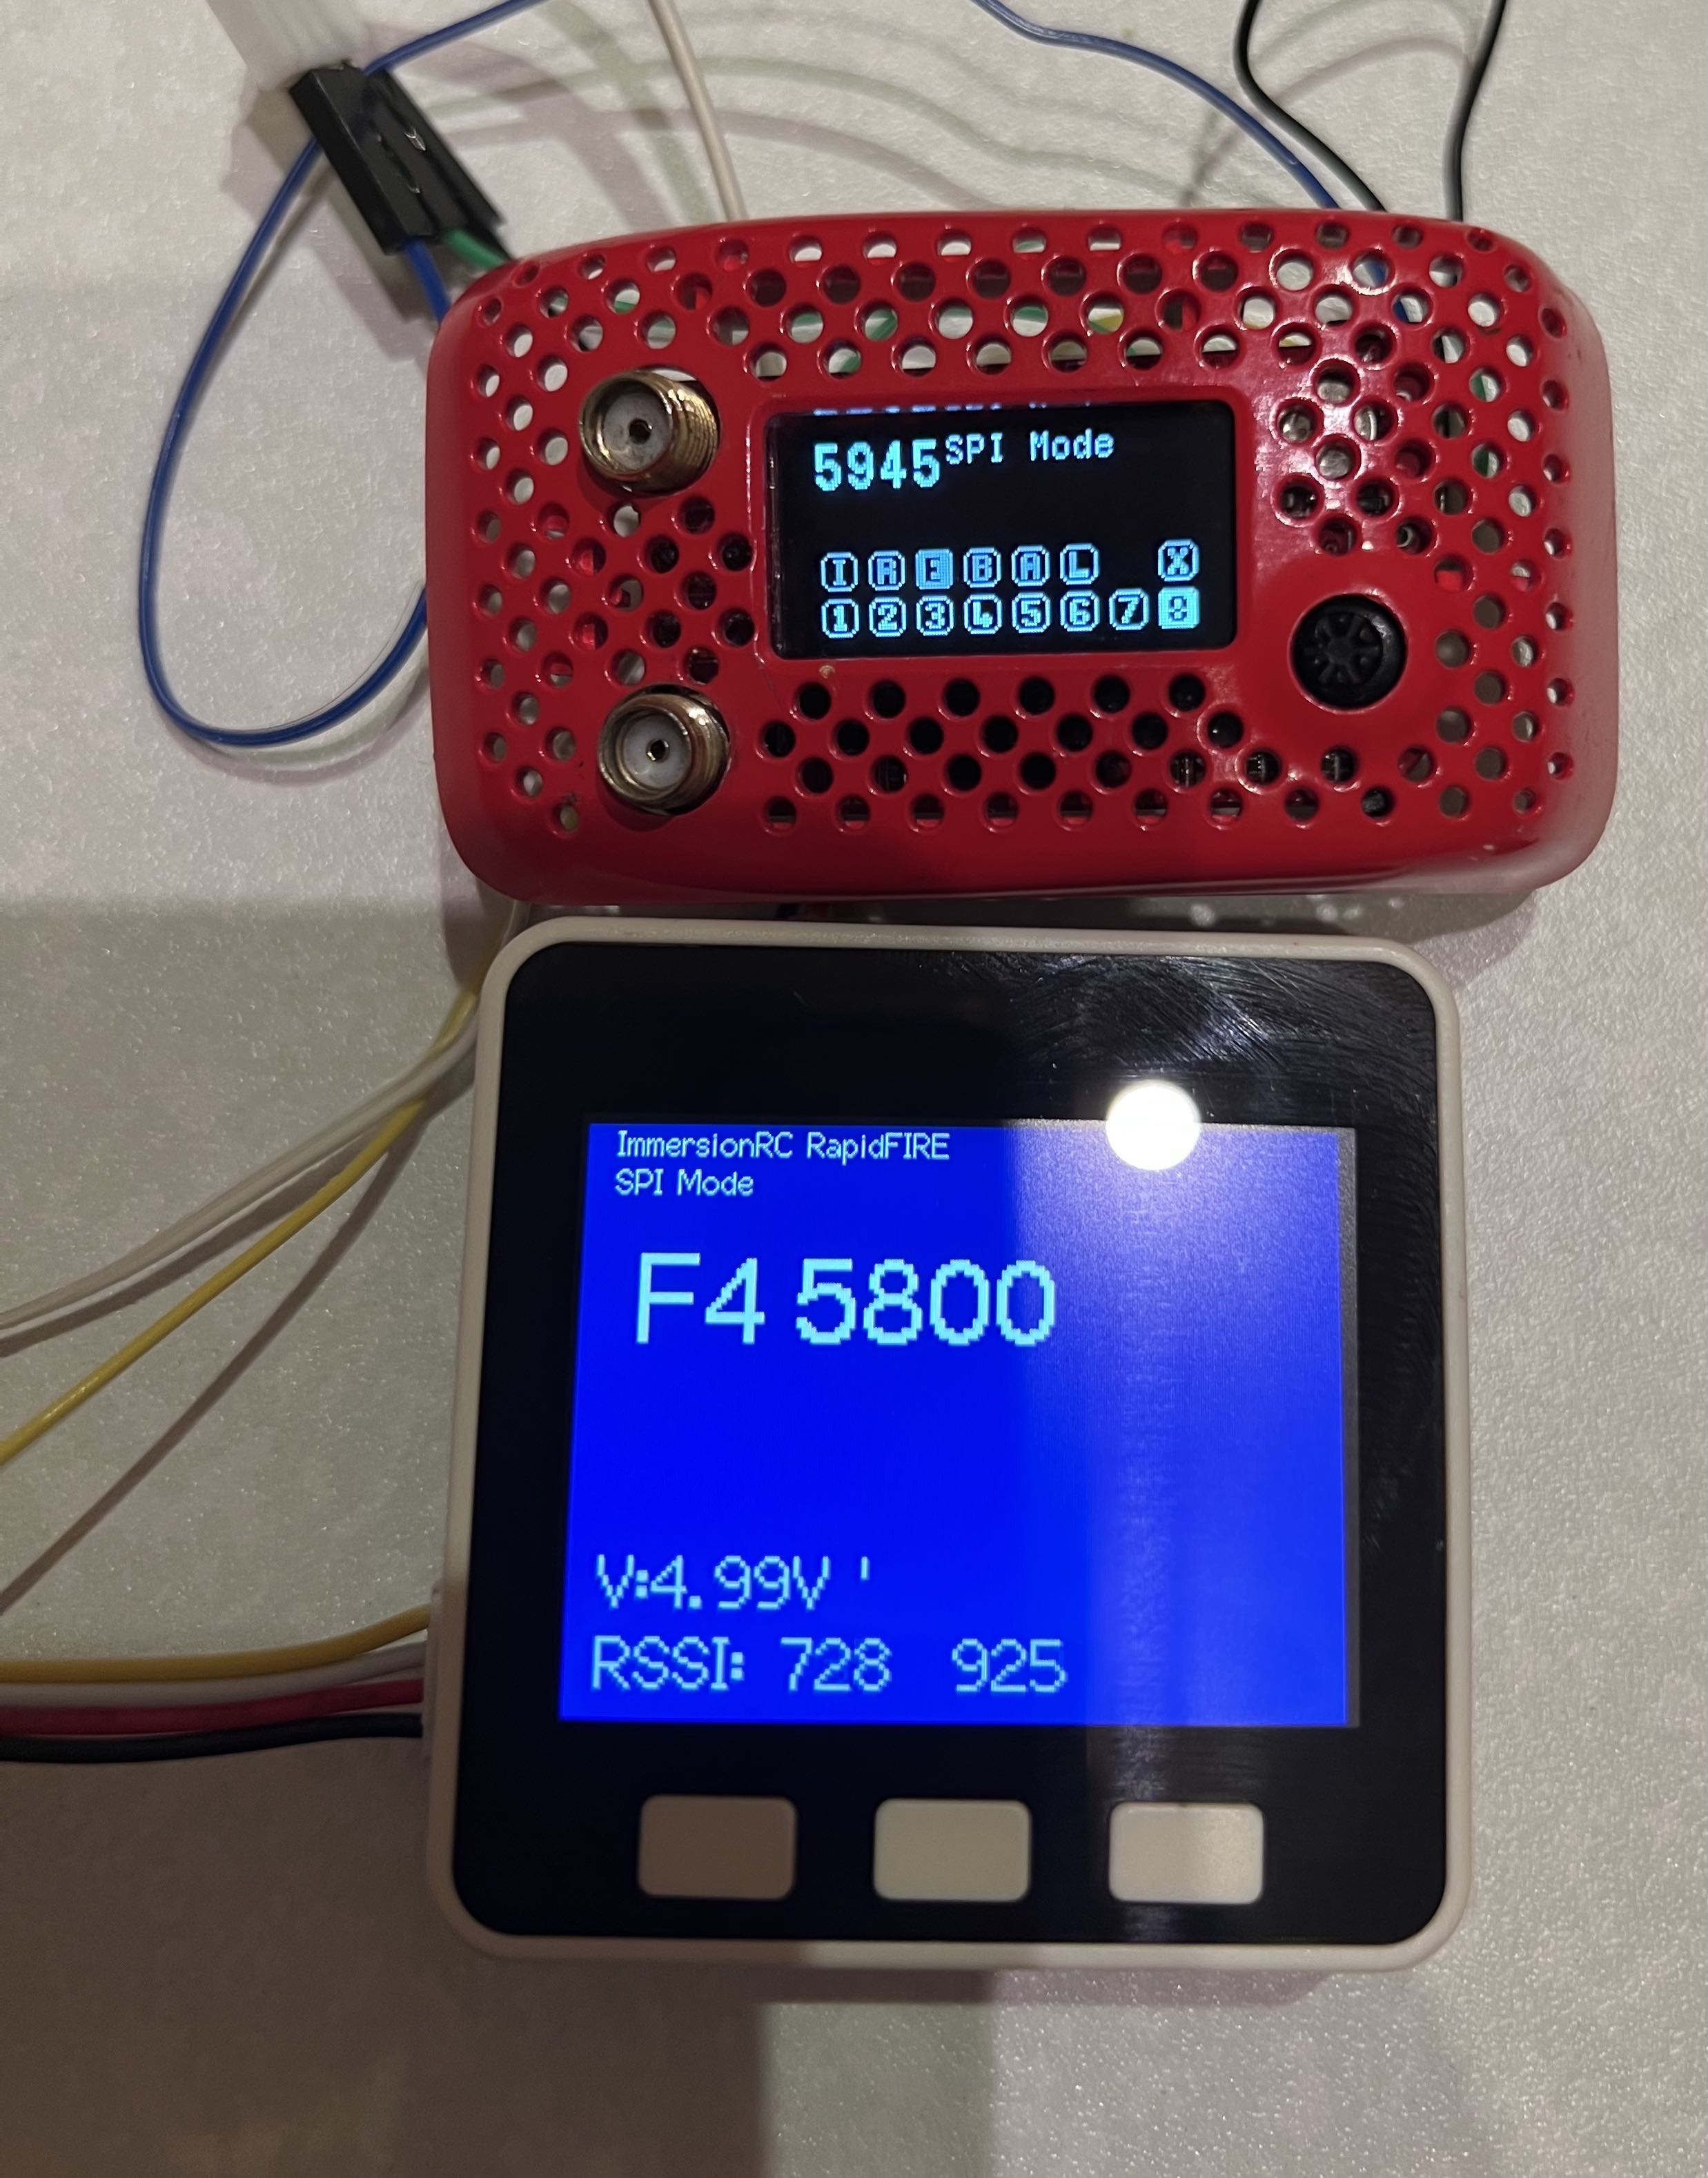 5945 SPI Mode
I R E B A L X
1 2 3 4 5 6 7 8
ImmersionRC RapidFIRE
SPI Mode
F4 5800
V:4.99V '
RSSI: 728 925